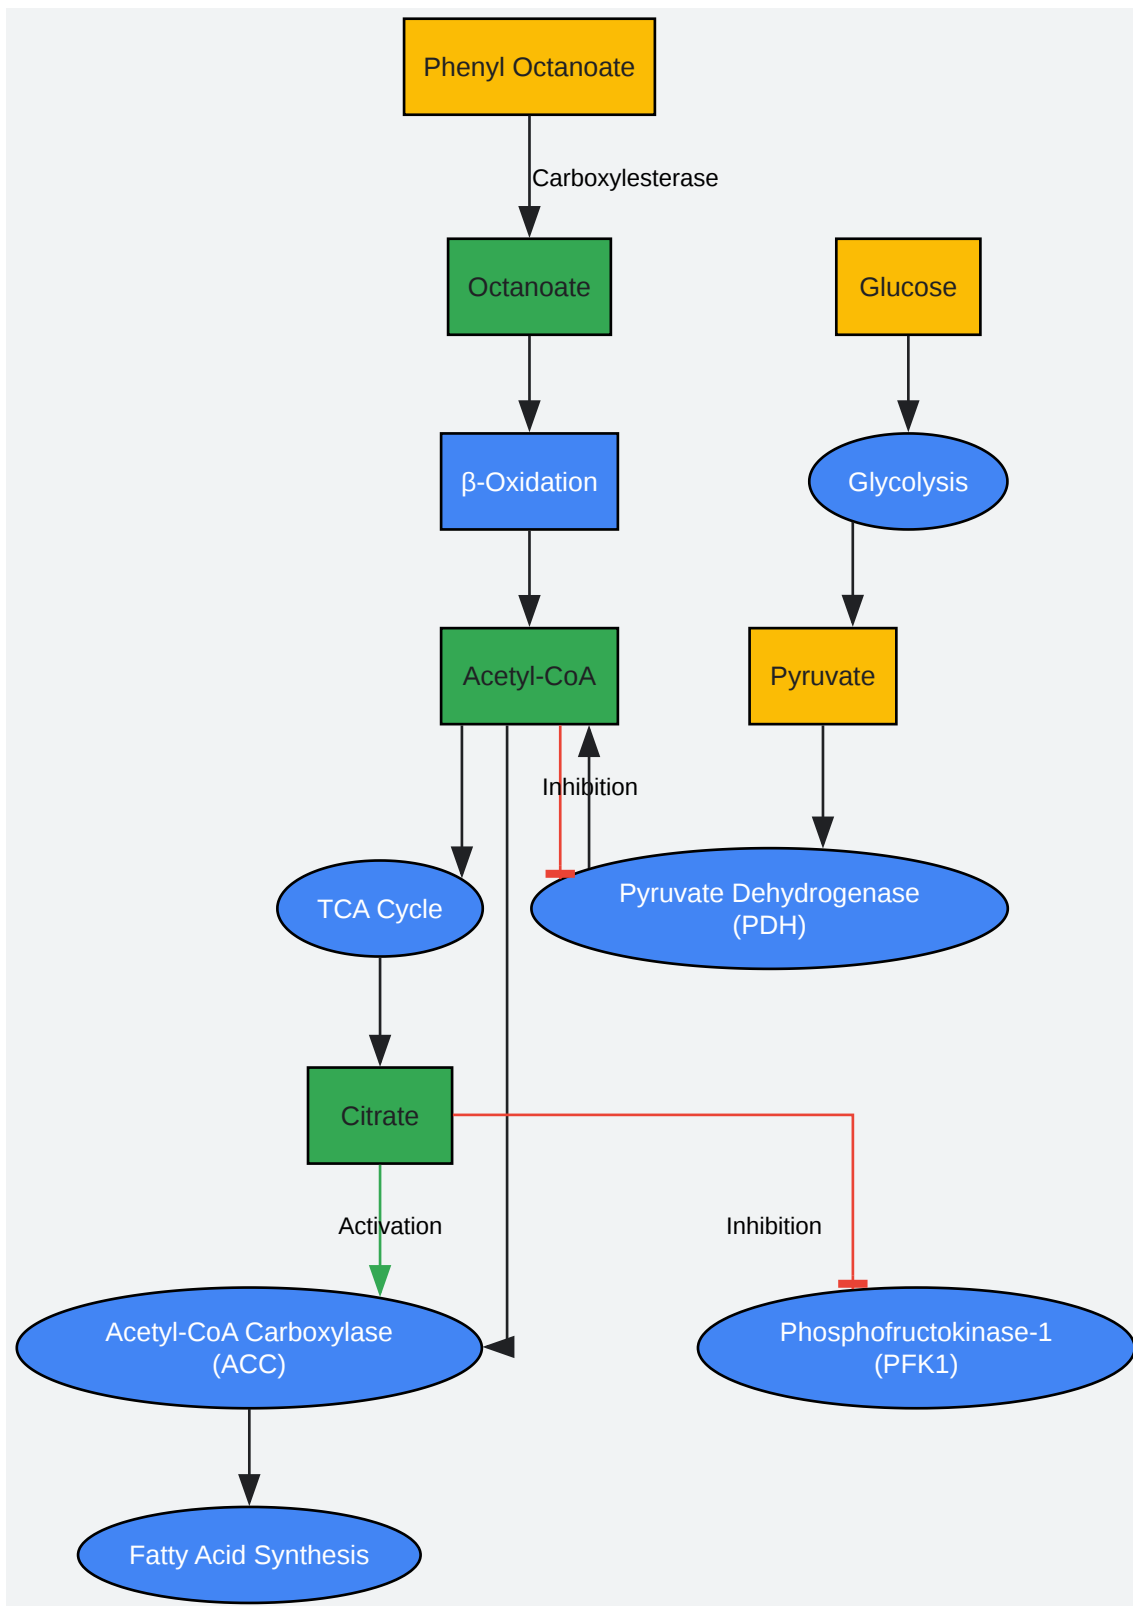 Phenyl Octanoate
Carboxylesterase
Octanoate
Glucose
β-Oxidation
Glycolysis
Acetyl-CoA
Pyruvate
Inhibition
TCA Cycle
Pyruvate Dehydrogenase
(PDH)
Citrate
Activation
Inhibition
Acetyl-CoA Carboxylase
(ACC)
Phosphofructokinase-1
(PFK1)
Fatty Acid Synthesis